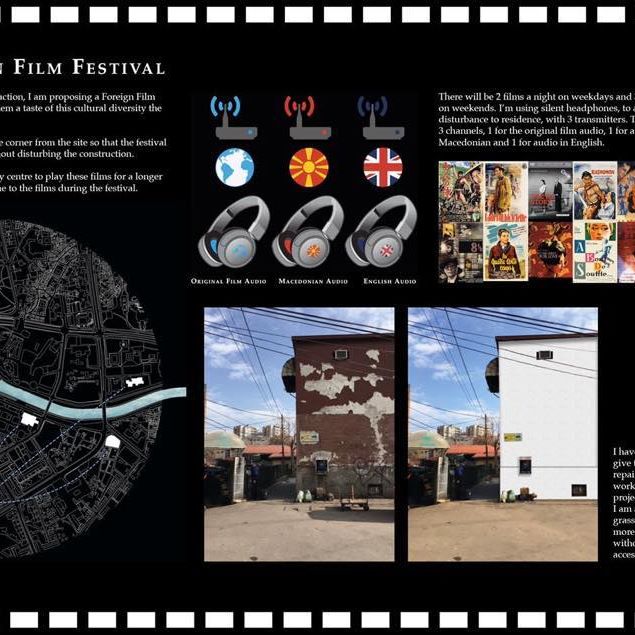 N FILM FESTIVAL
action, I am proposing a Foreign Film
em a taste of this cultural diversity the
e corner from the site so that the festival
out disturbing the construction.
y centre to play these films for a longer
e to the films during the festival.
ORIGINAL FILM AUDIO
MACEDONIAN AUDIO
ENGLISH AUDIO
There will be 2 films a night on weekdays and
on weekends. I'm using silent headphones, to a
disturbance to residence, with 3 transmitters. T
3 channels, 1 for the original film audio, 1 for a
Macedonian and 1 for audio in English.
I have
give
repai
work
proje
I am
grass
more
witho
acces